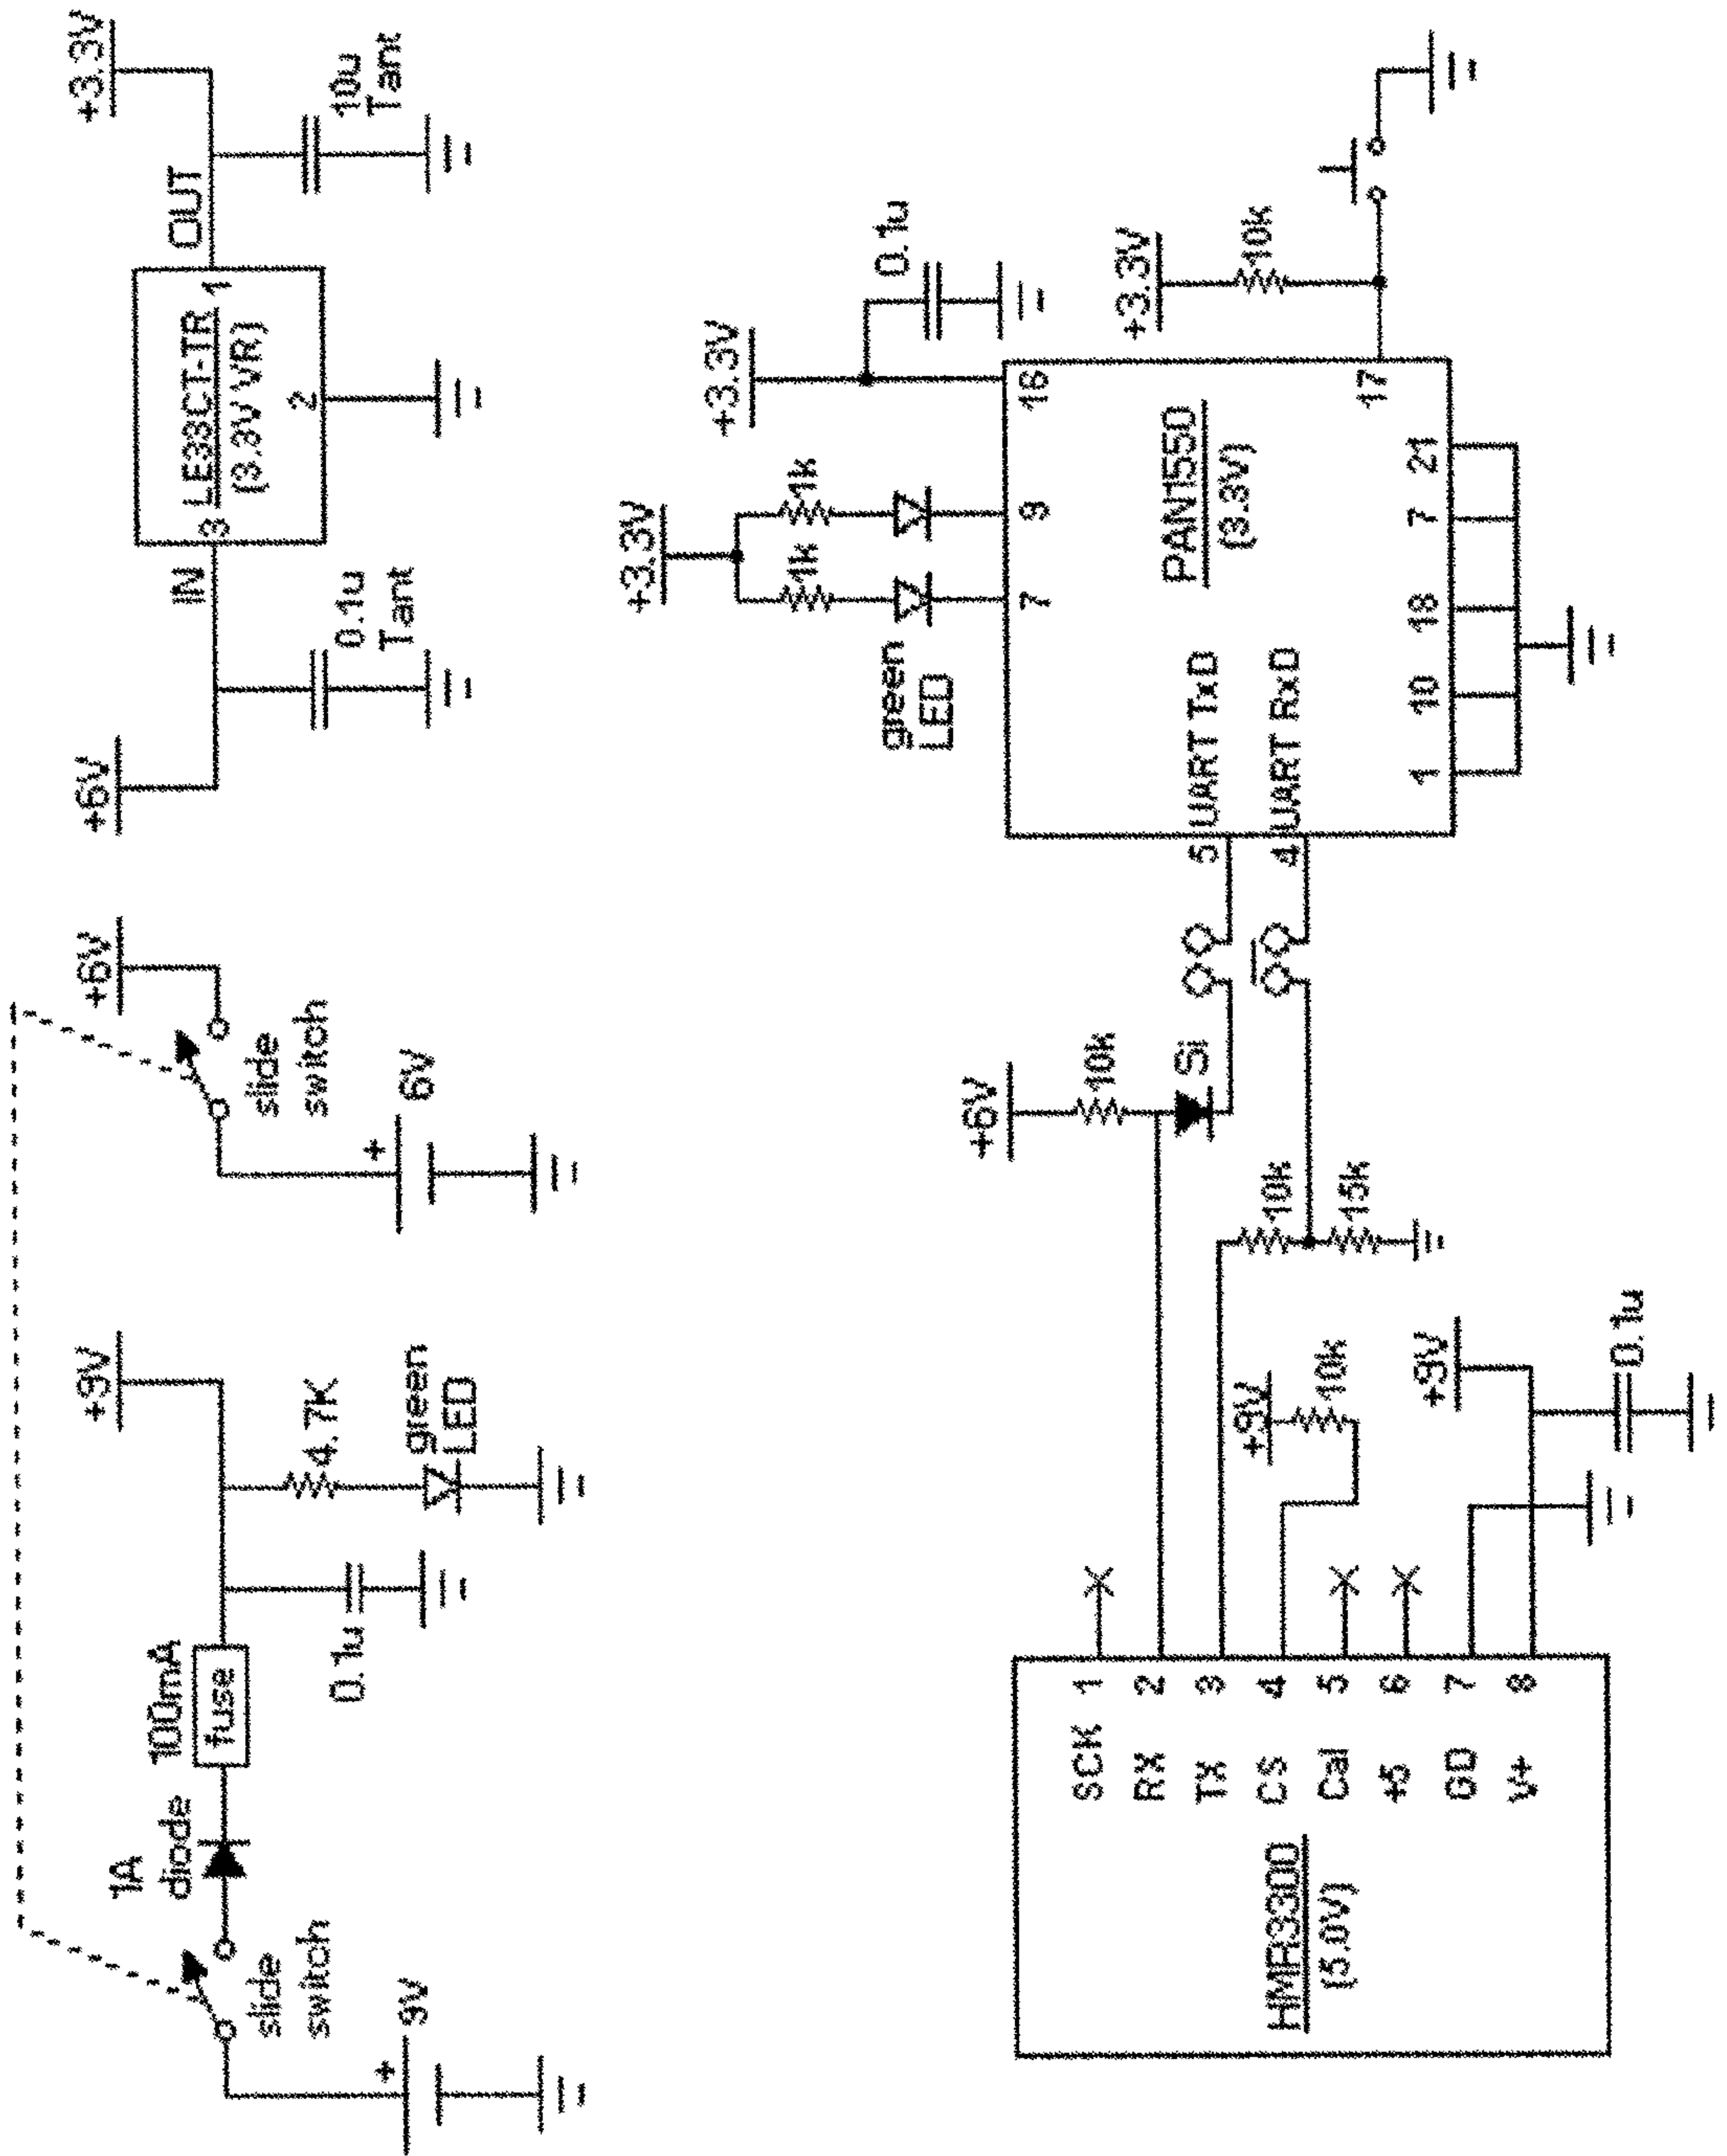 9V
+
slide
switch
1A
diode
100mA
fuse
0.1u
+9V
4.7K
green
LED
6V
+
slide
switch
+6V
+6V
IN
0.1u
Tant
3
LE33CT-TR
(3.3V VR)
1
2
OUT
+3.3V
10u
Tant
HMR3300
(5.0V)
SCK 1
RX 2
TX 3
CS 4
Cal 5
+5 6
GD 7
V+ 8
+9V
10k
+9V
0.1u
10k
15k
+6V
10k
Si
5 UART TxD
4 UART RxD
green
LED
+3.3V
1k
1k
7
9
+3.3V
0.1u
16
PAN1550
(3.3V)
1
10
18
7
21
17
+3.3V
10k